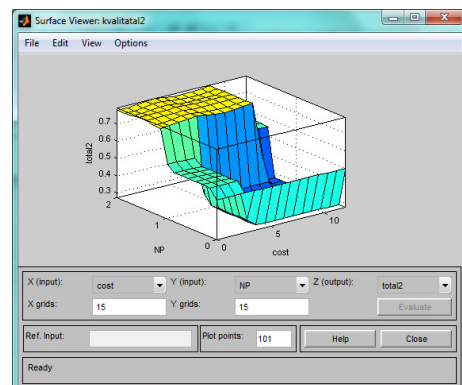 Surface Viewer: kvalitatal2
File Edit View Options
0.7
0.6
0.5
0.4
0.3
total2
2
1
0
NP
0
5
10
cost
X (input): cost Y (input): NP Z (output): total2
X grids: 15 Y grids: 15 Evaluate
Ref. Input: Plot points: 101 Help Close
Ready